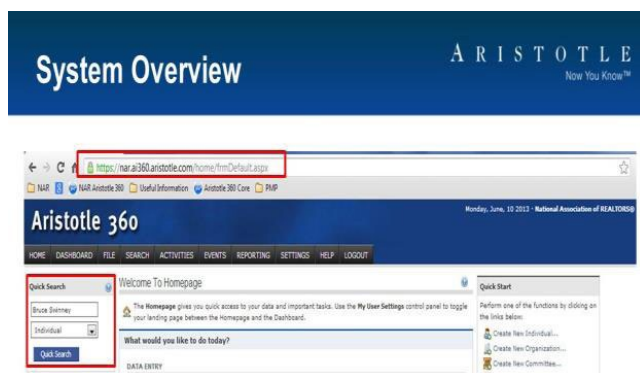 System Overview
ARISTOTLE
Now You Know™
https://nar.ai360.aristotle.com/home/frmDefault.aspx
NAR NAR Aristotle 360 Useful Information Aristotle 360 Core PMP
Monday, June, 10 2013 - National Association of REALTORS®
Aristotle 360
HOME DASHBOARD FILE SEARCH ACTIVITIES EVENTS REPORTING SETTINGS HELP LOGOUT
Quick Search
Bruce Swinney
Individual
Quick Search
Welcome To Homepage
The Homepage gives you quick access to your data and important tasks. Use the My User Settings control panel to toggle
your landing page between the Homepage and the Dashboard.
What would you like to do today?
DATA ENTRY
Quick Start
Perform one of the functions by clicking on
the links below:
Create New Individual...
Create New Organization...
Create New Committee...